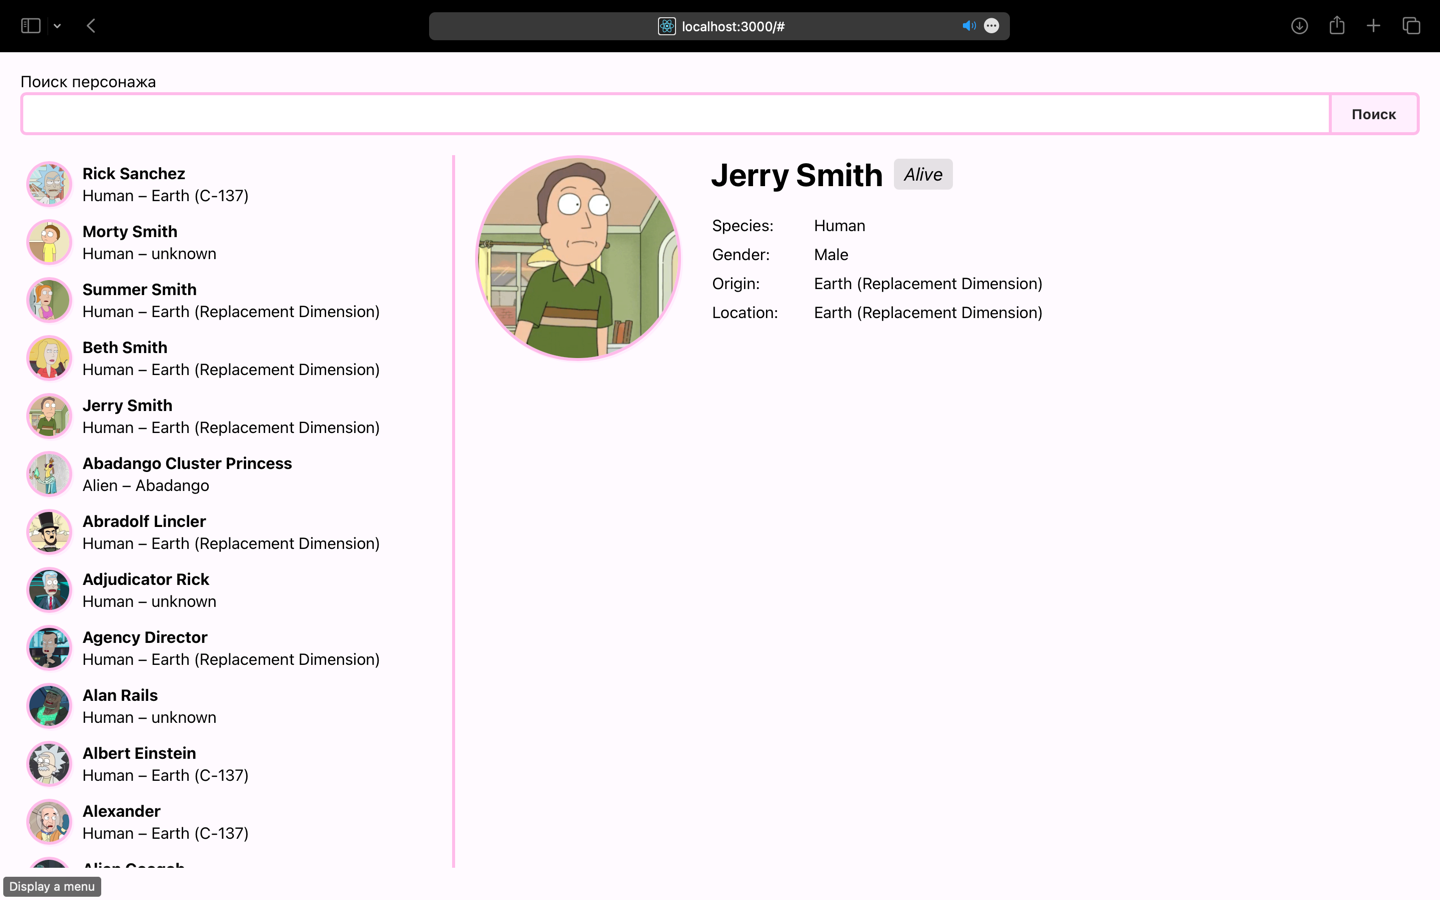 localhost:3000/#
Поиск персонажа
Поиск
Rick Sanchez
Human – Earth (C-137)
Morty Smith
Human – unknown
Summer Smith
Human – Earth (Replacement Dimension)
Beth Smith
Human – Earth (Replacement Dimension)
Jerry Smith
Human – Earth (Replacement Dimension)
Abadango Cluster Princess
Alien – Abadango
Abradolf Lincler
Human – Earth (Replacement Dimension)
Adjudicator Rick
Human – unknown
Agency Director
Human – Earth (Replacement Dimension)
Alan Rails
Human – unknown
Albert Einstein
Human – Earth (C-137)
Alexander
Human – Earth (C-137)
Jerry Smith Alive
Species: Human
Gender: Male
Origin: Earth (Replacement Dimension)
Location: Earth (Replacement Dimension)
Display a menu